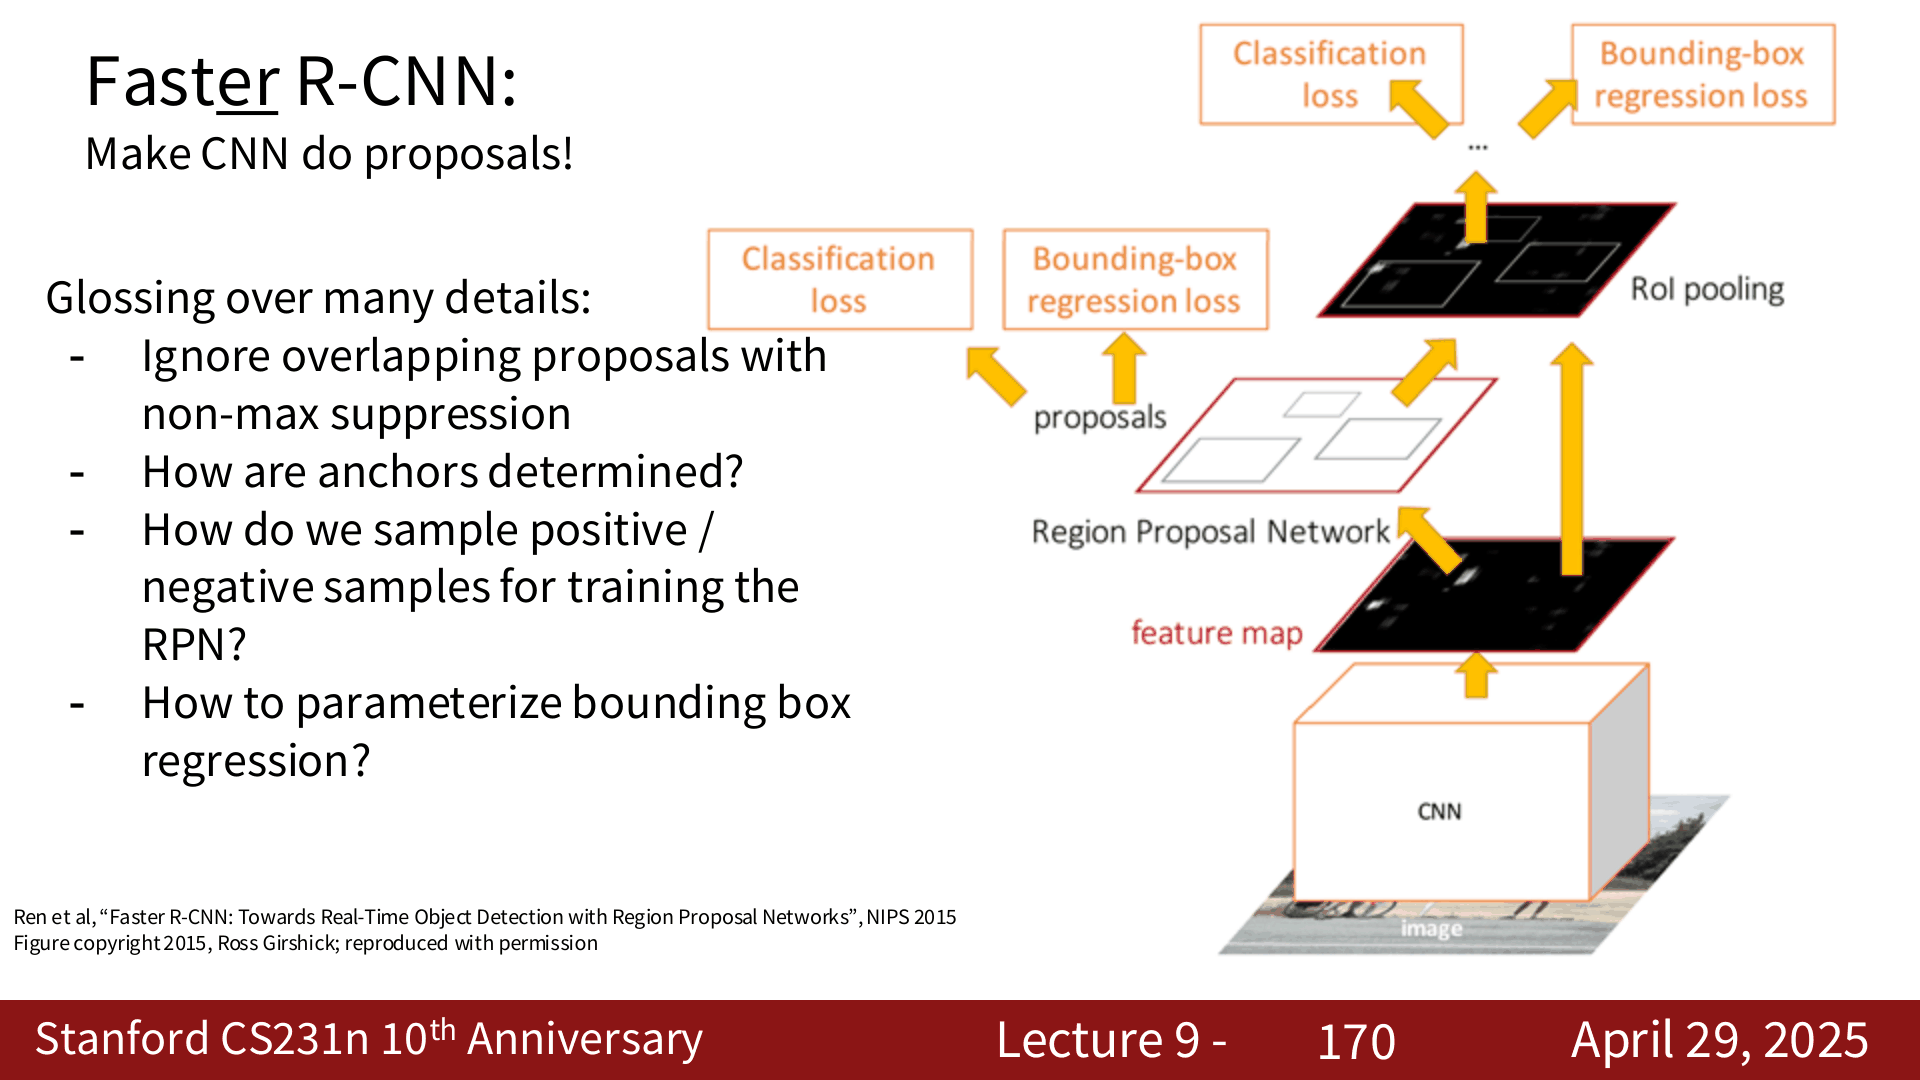 Faster R-CNN:
Make CNN do proposals!
Glossing over many details:
- Ignore overlapping proposals with
non-max suppression
- How are anchors determined?
- How do we sample positive /
negative samples for training the
RPN?
- How to parameterize bounding box
regression?
Classification
loss
Bounding-box
regression loss
...
Classification
loss
Bounding-box
regression loss
RoI pooling
proposals
Region Proposal Network
feature map
CNN
image
Ren et al, “Faster R-CNN: Towards Real-Time Object Detection with Region Proposal Networks”, NIPS 2015
Figure copyright 2015, Ross Girshick; reproduced with permission
Stanford CS231n 10th Anniversary
Lecture 9 -
170
April 29, 2025